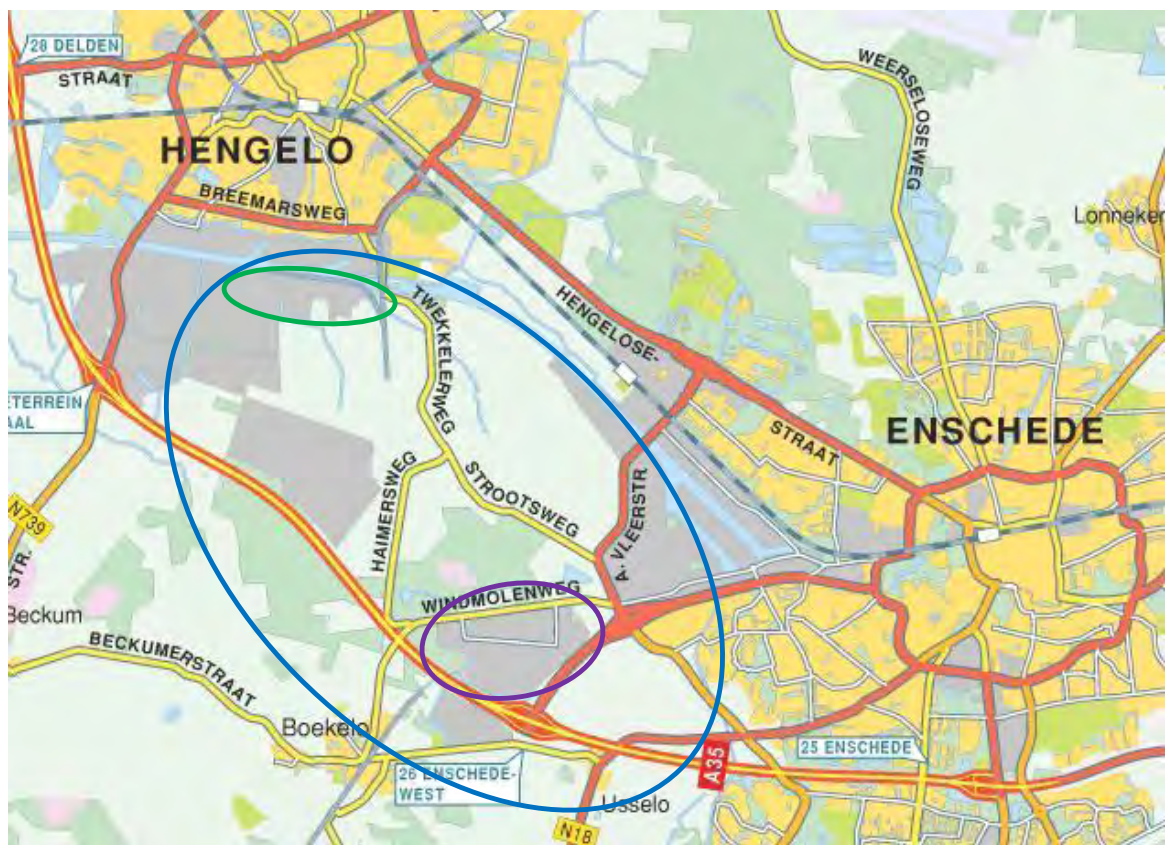 28 DELDEN
STRAAT
WEERSELOSEWEG
HENGELO
BREEMARSWEG
Lonneker
TWEKKELERWEG
HENGELOSE-
ETERREIN
AAL
ENSCHEDE
STRAAT
HAIMERSWEG
STROOTSWEG
A. VLEERSTR.
N739
STR.
WINDMOLENWEG
Beckum
BECKUMERSTRAAT
Boekelo
26 ENSCHEDE-
WEST
A35
25 ENSCHEDE
Usselo
N18